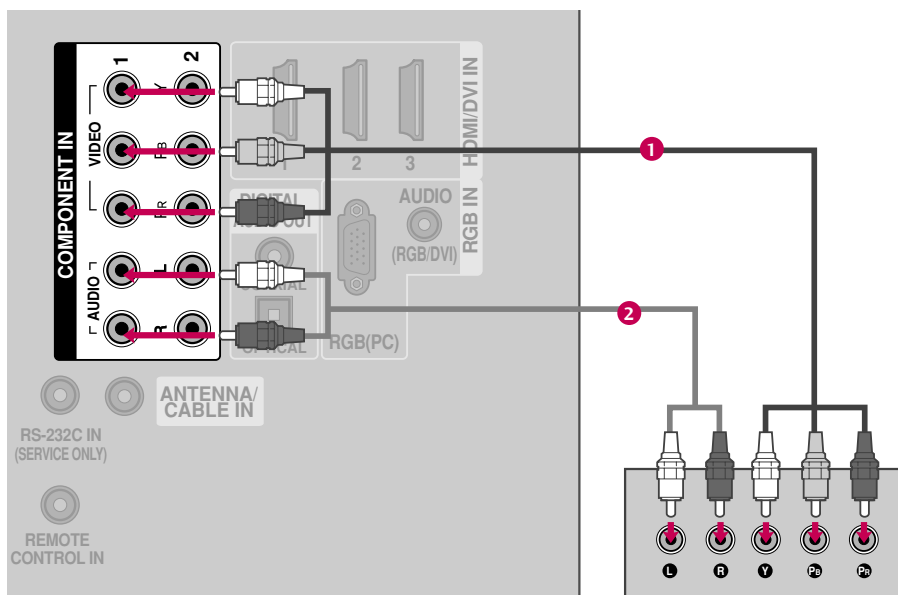 COMPONENT IN
VIDEO
AUDIO
1
2
Y
PB
PR
L
R
1
2
3
HDMI/DVI IN
DIGITAL
AUDIO OUT
COAXIAL
OPTICAL
AUDIO
(RGB/DVI)
RGB IN
RGB(PC)
1
2
ANTENNA/
CABLE IN
RS-232C IN
(SERVICE ONLY)
REMOTE
CONTROL IN
L
R
Y
PB
PR